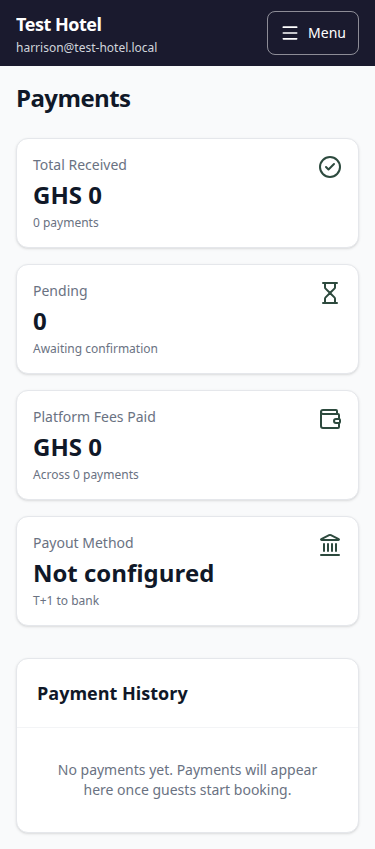 Test Hotel
harrison@test-hotel.local
Menu
Payments
Total Received
GHS 0
0 payments
Pending
0
Awaiting confirmation
Platform Fees Paid
GHS 0
Across 0 payments
Payout Method
Not configured
T+1 to bank
Payment History
No payments yet. Payments will appear
here once guests start booking.